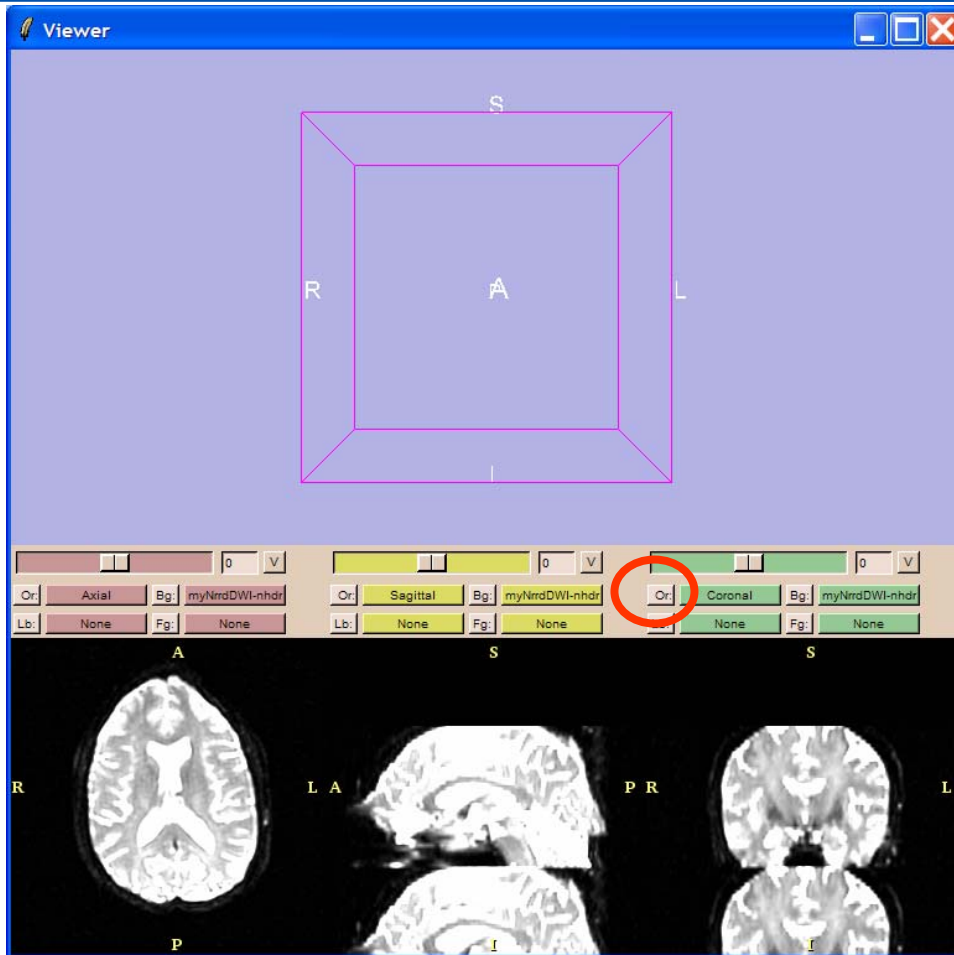 Viewer
S
R A L
I
0 V 0 V 0 V
Or: Axial Bg: myNrrdDWI-nhdr Or: Sagittal Bg: myNrrdDWI-nhdr Or: Coronal Bg: myNrrdDWI-nhdr
Lb: None Fg: None Lb: None Fg: None Lb: None Fg: None
A S S
R L A P R L
P I I